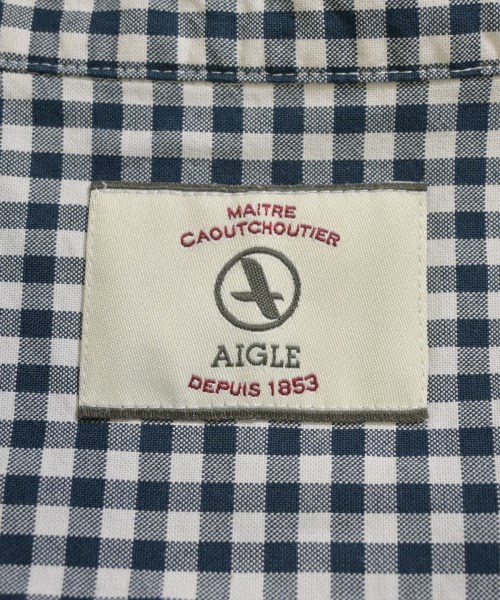 MAITRE
CAOUTCHOUTIER
AIGLE
DEPUIS 1853